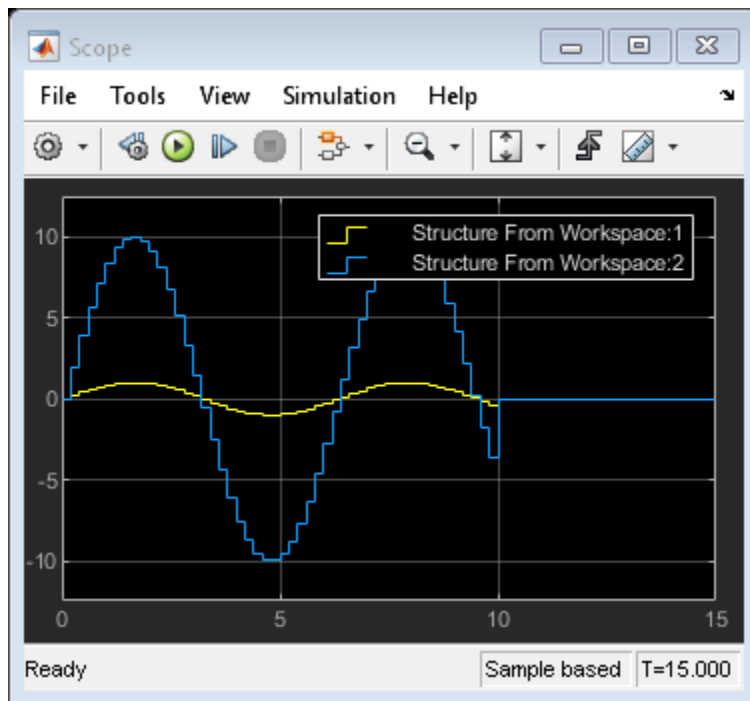 Scope
File Tools View Simulation Help
Structure From Workspace:1
Structure From Workspace:2
10
5
0
-5
-10
0 5 10 15
Ready Sample based T=15.000